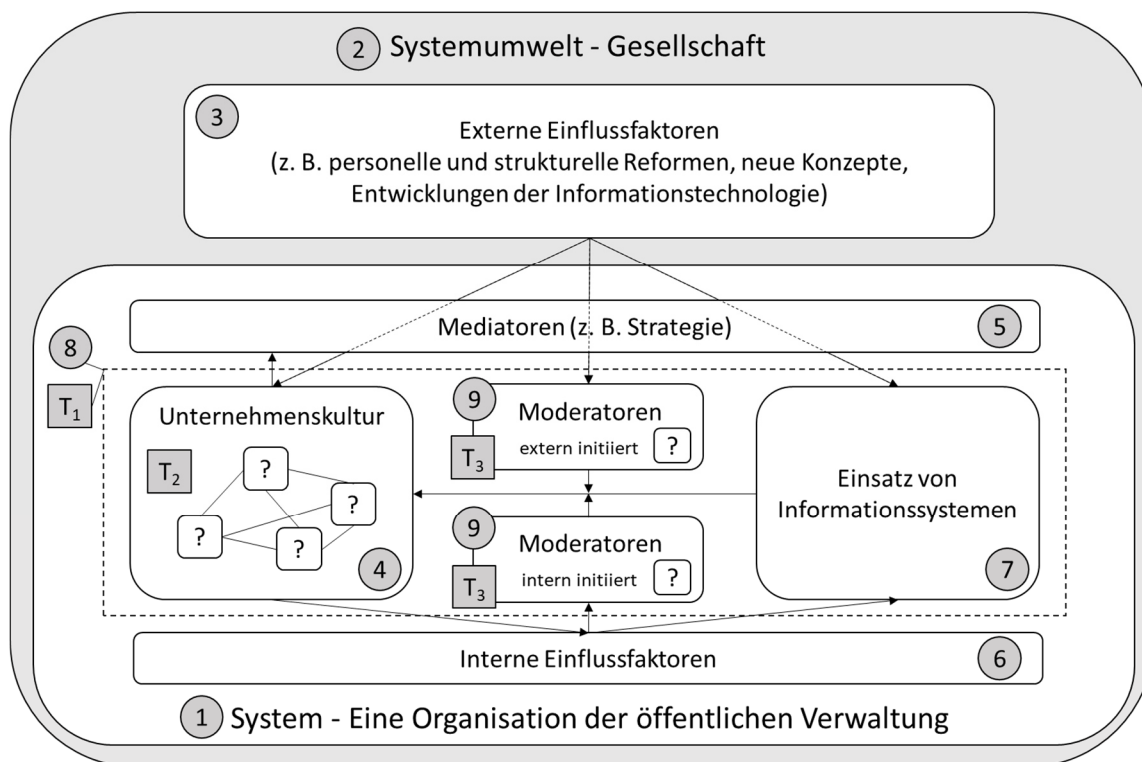 2 Systemumwelt - Gesellschaft
3
Externe Einflussfaktoren
(z. B. personelle und strukturelle Reformen, neue Konzepte,
Entwicklungen der Informationstechnologie)
Mediatoren (z. B. Strategie)
5
8
T1
Unternehmenskultur
T2
?
?
?
?
4
9
Moderatoren
T3
extern initiiert ?
9
Moderatoren
T3
intern initiiert ?
Einsatz von
Informationssystemen
7
Interne Einflussfaktoren
6
1 System - Eine Organisation der öffentlichen Verwaltung